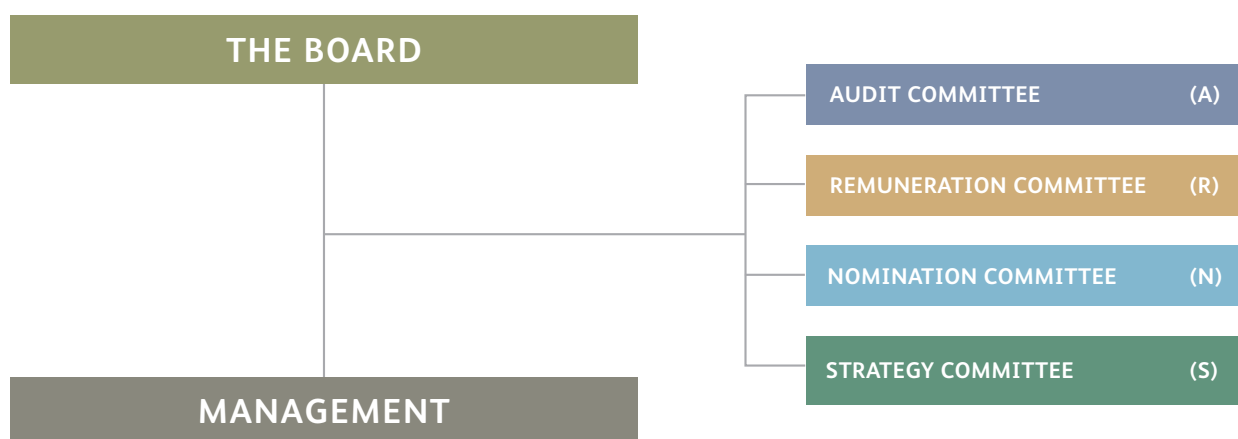 THE BOARD
AUDIT COMMITTEE (A)
REMUNERATION COMMITTEE (R)
NOMINATION COMMITTEE (N)
STRATEGY COMMITTEE (S)
MANAGEMENT